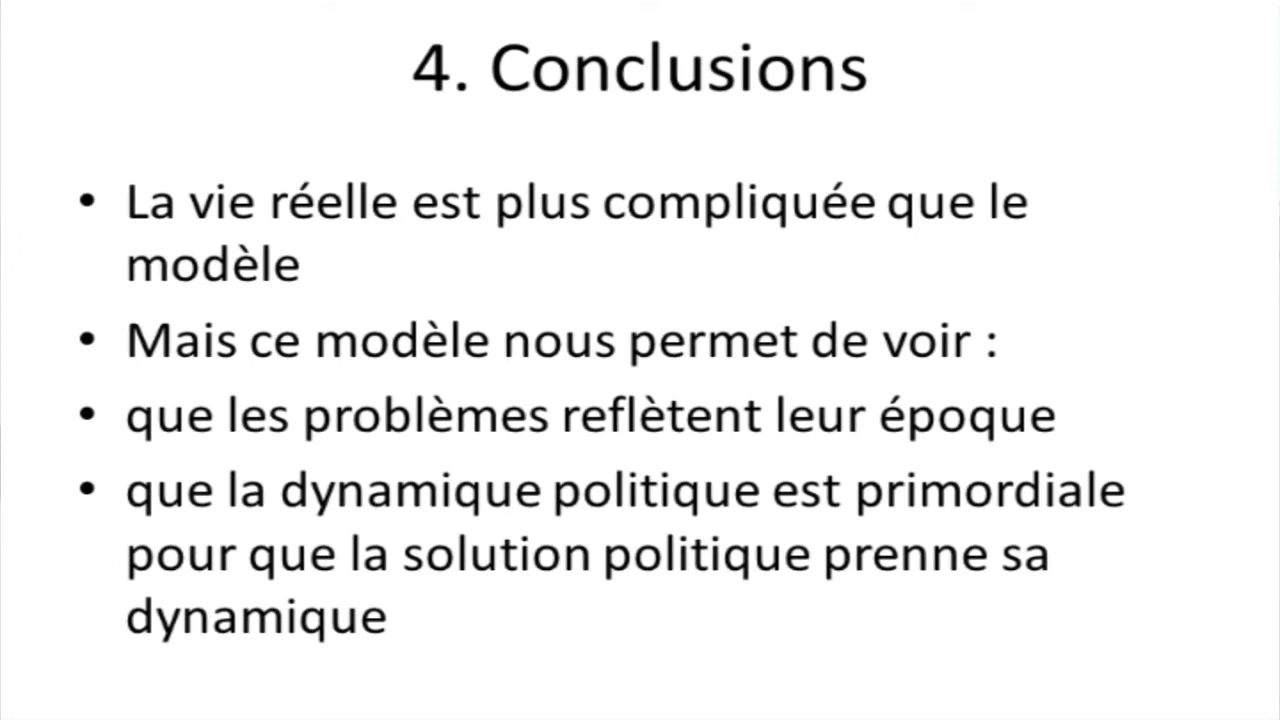 4. Conclusions
• La vie réelle est plus compliquée que le
modèle
• Mais ce modèle nous permet de voir :
• que les problèmes reflètent leur époque
• que la dynamique politique est primordiale
pour que la solution politique prenne sa
dynamique